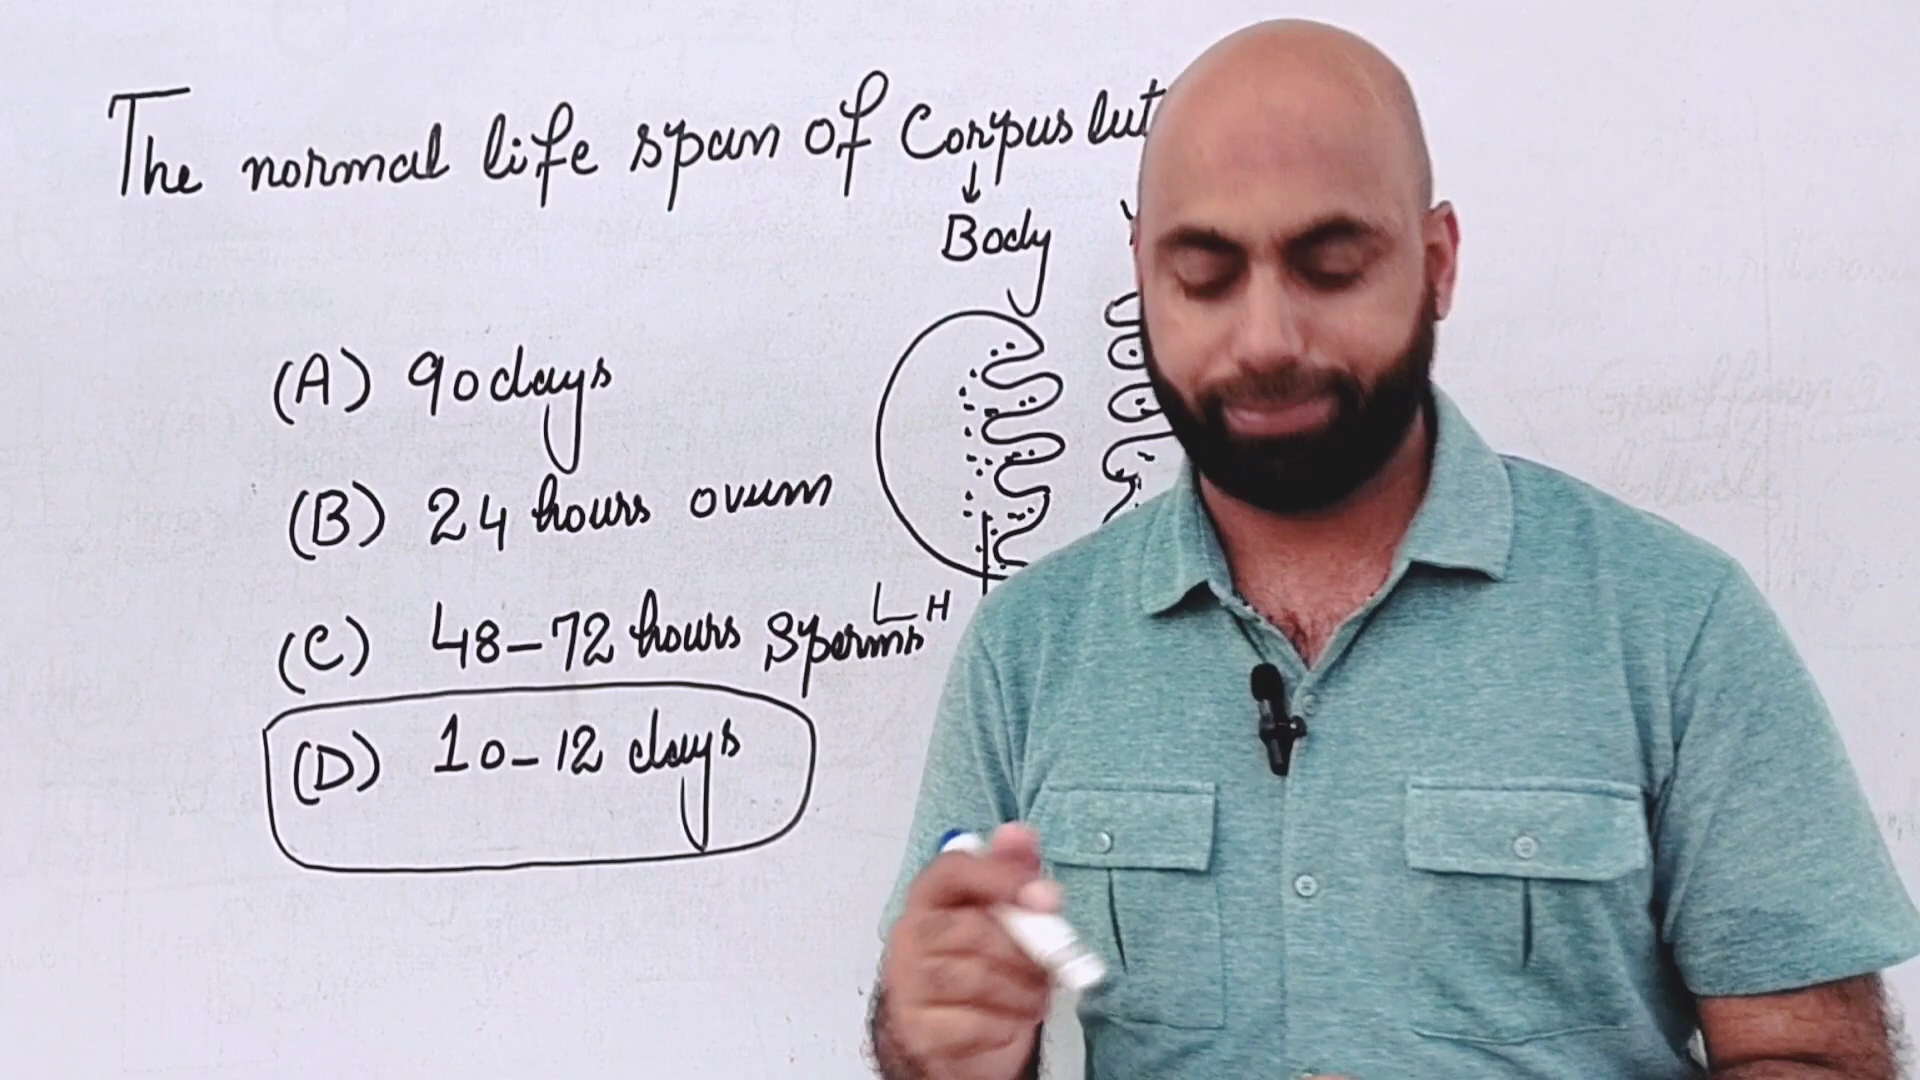 The normal life span of Corpus lut
Body
(A) 90 days
(B) 24 hours ovum
(C) 48-72 hours Sperms
LH
(D) 10-12 days